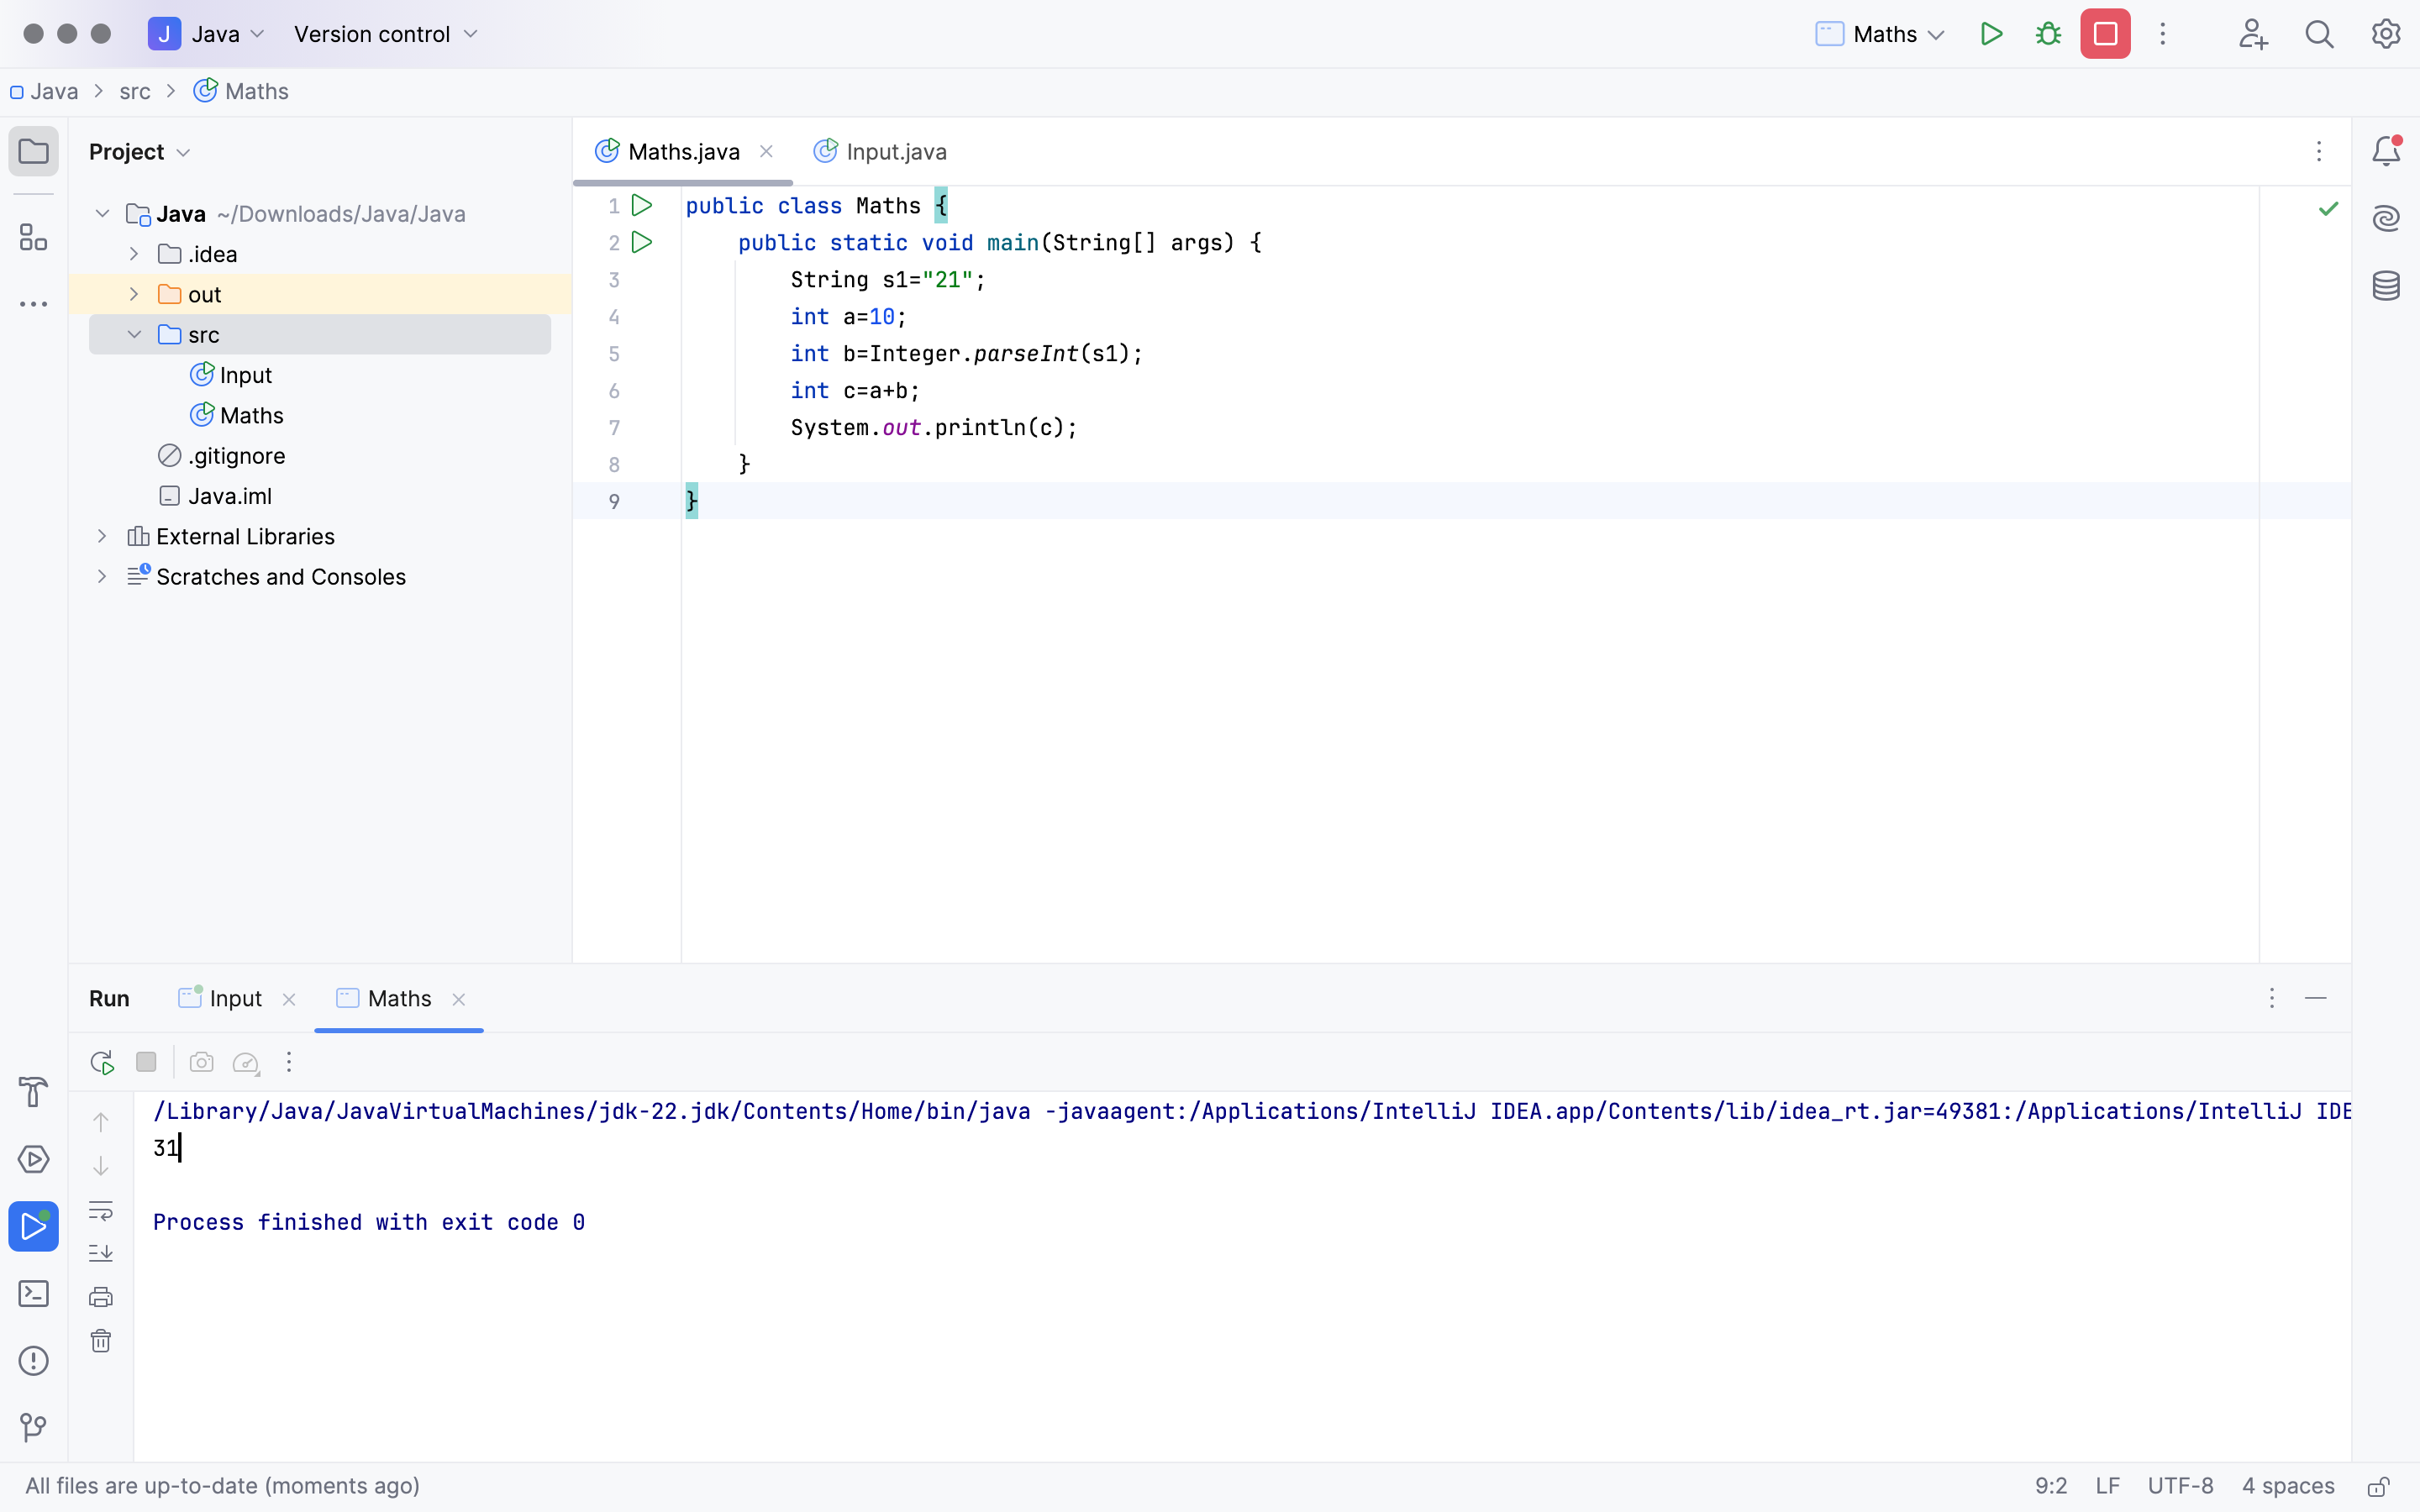 J Java Version control Maths
Java src Maths
Project
Java ~/Downloads/Java/Java
.idea
out
src
Input
Maths
.gitignore
Java.iml
External Libraries
Scratches and Consoles
Maths.java Input.java
1 public class Maths {
2 public static void main(String[] args) {
3 String s1="21";
4 int a=10;
5 int b=Integer.parseInt(s1);
6 int c=a+b;
7 System.out.println(c);
8 }
9 }
Run Input Maths
/Library/Java/JavaVirtualMachines/jdk-22.jdk/Contents/Home/bin/java -javaagent:/Applications/IntelliJ IDEA.app/Contents/lib/idea_rt.jar=49381:/Applications/IntelliJ IDE
31
Process finished with exit code 0
All files are up-to-date (moments ago) 9:2 LF UTF-8 4 spaces